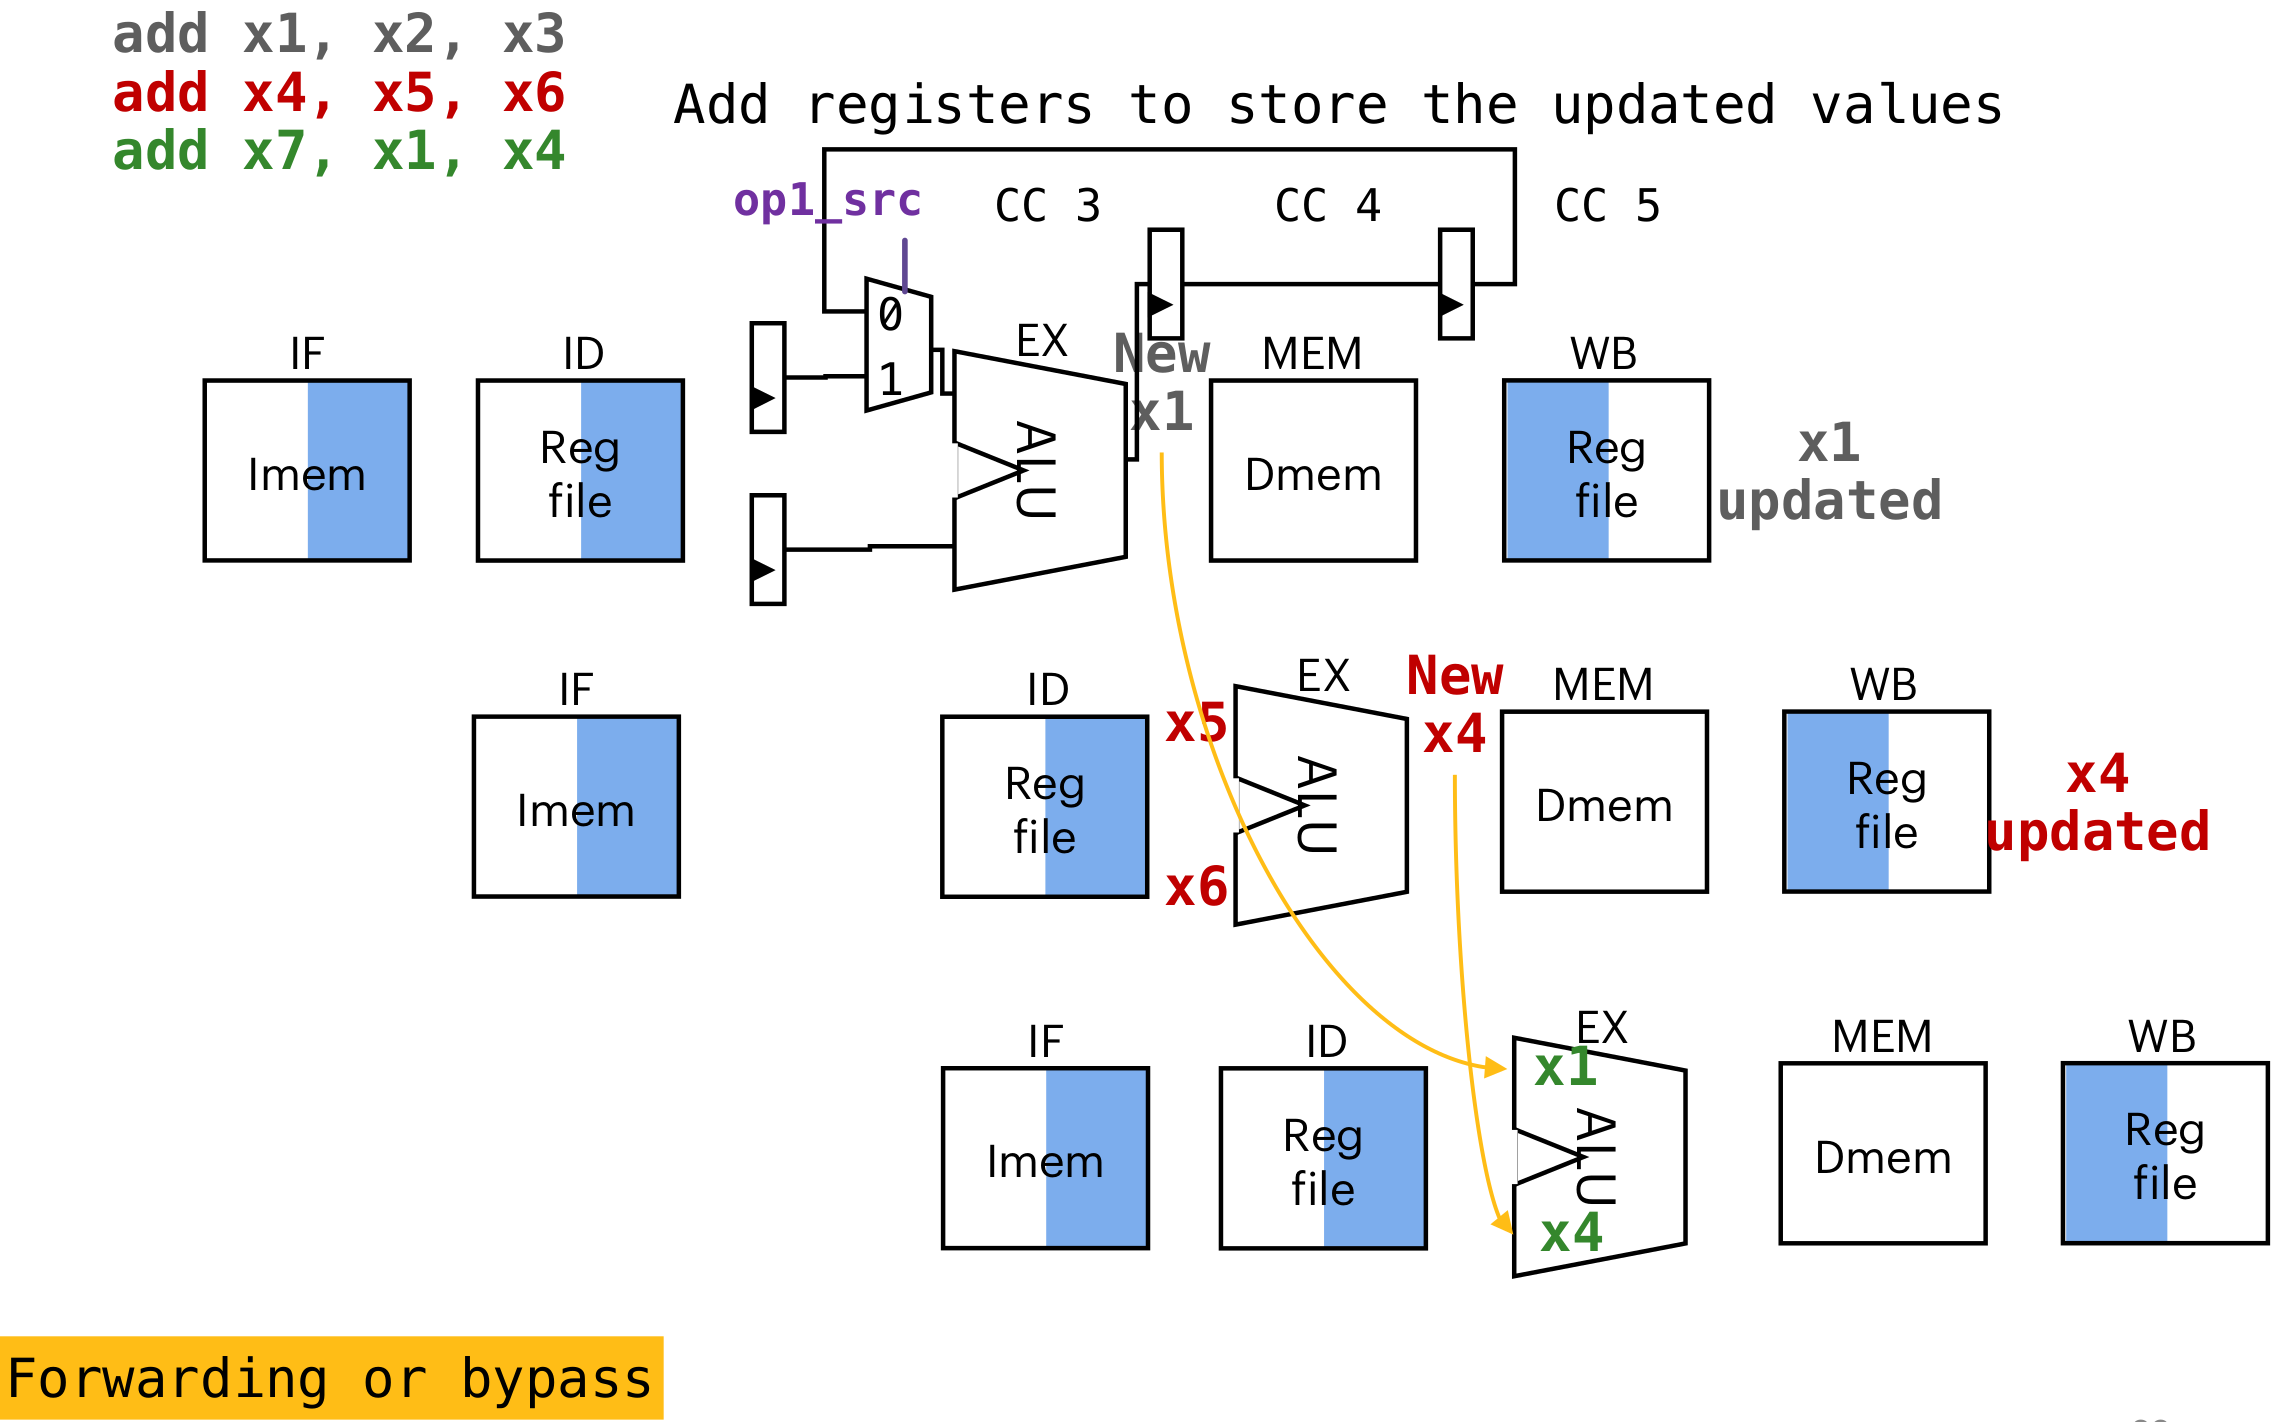 add x1, x2, x3
add x4, x5, x6
add x7, x1, x4
Add registers to store the updated values
op1_src
CC 3
CC 4
CC 5
0
1
IF
ID
EX
MEM
WB
New
x1
Imem
Reg
file
ALU
Dmem
Reg
file
x1
updated
IF
ID
EX
New
x4
MEM
WB
x5
x6
Imem
Reg
file
ALU
Dmem
Reg
file
x4
updated
IF
ID
EX
MEM
WB
x1
x4
Imem
Reg
file
ALU
Dmem
Reg
file
Forwarding or bypass